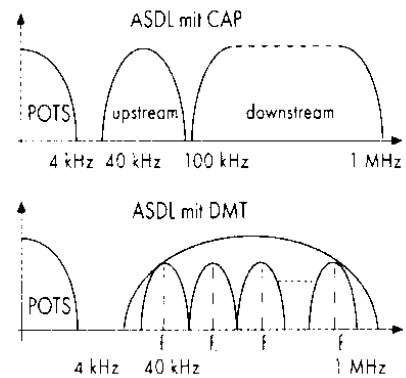 ASDL mit CAP
POTS upstream downstream
4 kHz 40 kHz 100 kHz 1 MHz
ASDL mit DMT
POTS
f f f f
4 kHz 40 kHz 1 MHz